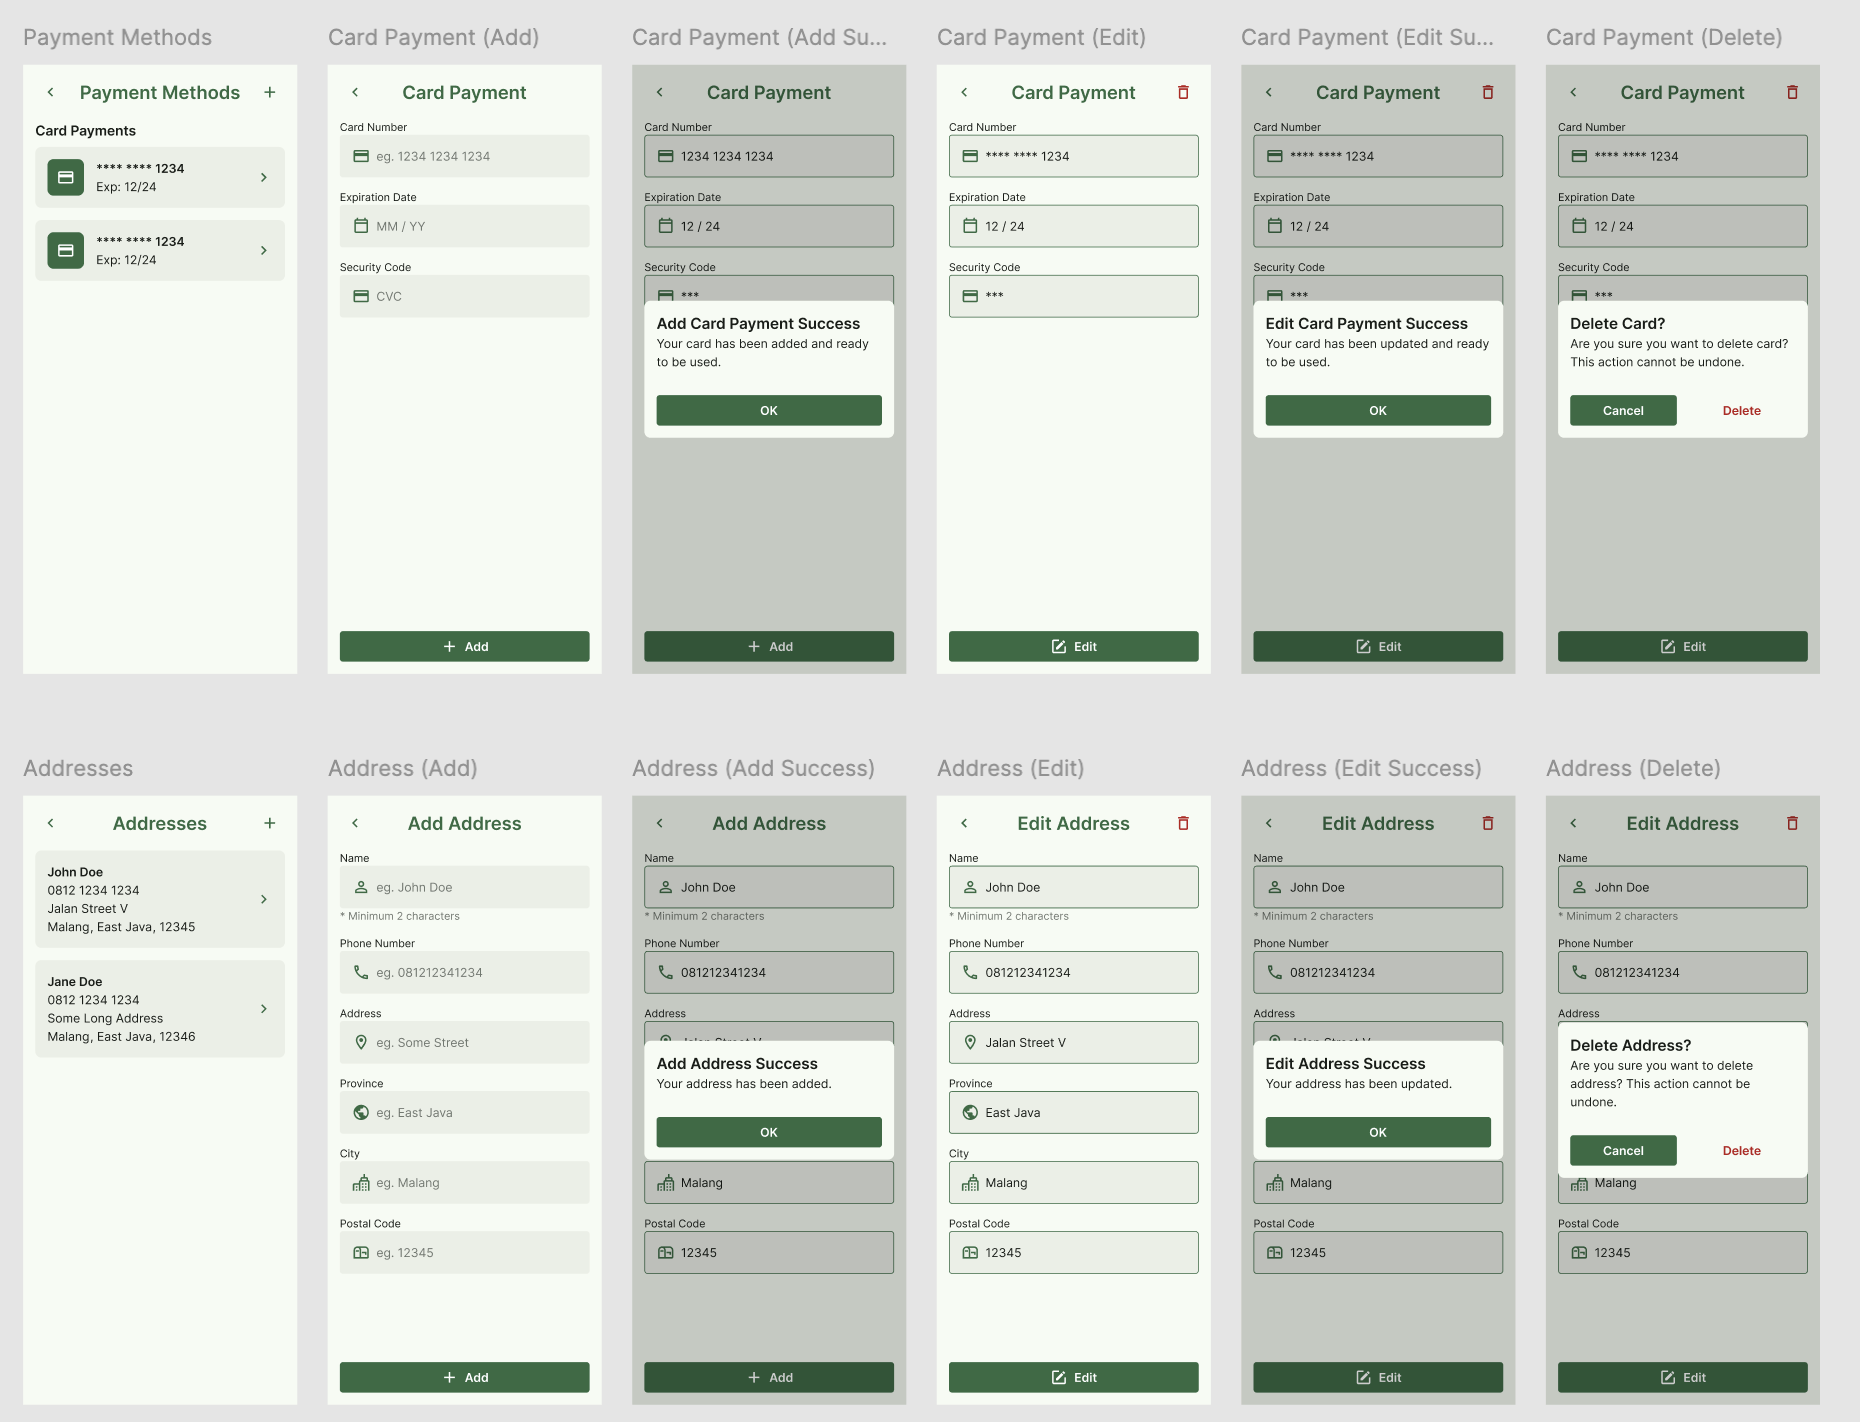 Payment Methods
Card Payment (Add)
Card Payment (Add Su...
Card Payment (Edit)
Card Payment (Edit Su...
Card Payment (Delete)
Payment Methods
Card Payments
**** **** 1234
Exp: 12/24
**** **** 1234
Exp: 12/24
Card Payment
Card Number
eg. 1234 1234 1234
Expiration Date
MM / YY
Security Code
CVC
Add
Card Payment
Card Number
1234 1234 1234
Expiration Date
12 / 24
Security Code
***
Add Card Payment Success
Your card has been added and ready
to be used.
OK
Add
Card Payment
Card Number
**** **** 1234
Expiration Date
12 / 24
Security Code
***
Edit
Card Payment
Card Number
**** **** 1234
Expiration Date
12 / 24
Security Code
***
Edit Card Payment Success
Your card has been updated and ready
to be used.
OK
Edit
Card Payment
Card Number
**** **** 1234
Expiration Date
12 / 24
Security Code
***
Delete Card?
Are you sure you want to delete card?
This action cannot be undone.
Cancel
Delete
Edit
Addresses
Address (Add)
Address (Add Success)
Address (Edit)
Address (Edit Success)
Address (Delete)
Addresses
John Doe
0812 1234 1234
Jalan Street V
Malang, East Java, 12345
Jane Doe
0812 1234 1234
Some Long Address
Malang, East Java, 12346
Add Address
Name
eg. John Doe
* Minimum 2 characters
Phone Number
eg. 081212341234
Address
eg. Some Street
Province
eg. East Java
City
eg. Malang
Postal Code
eg. 12345
Add
Add Address
Name
John Doe
* Minimum 2 characters
Phone Number
081212341234
Address
Add Address Success
Your address has been added.
OK
Malang
Postal Code
12345
Add
Edit Address
Name
John Doe
* Minimum 2 characters
Phone Number
081212341234
Address
Jalan Street V
Province
East Java
City
Malang
Postal Code
12345
Edit
Edit Address
Name
John Doe
* Minimum 2 characters
Phone Number
081212341234
Address
Edit Address Success
Your address has been updated.
OK
Malang
Postal Code
12345
Edit
Edit Address
Name
John Doe
* Minimum 2 characters
Phone Number
081212341234
Address
Delete Address?
Are you sure you want to delete
address? This action cannot be
undone.
Cancel
Delete
Malang
Postal Code
12345
Edit